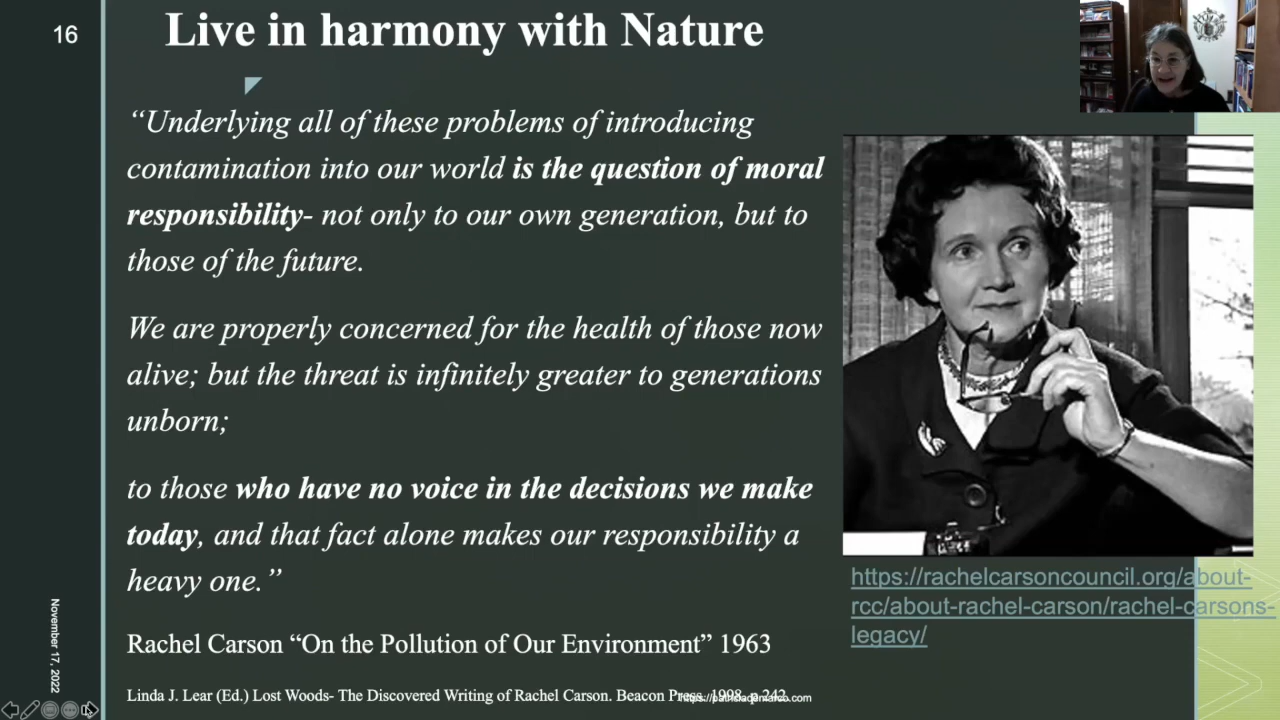 16
Live in harmony with Nature
“Underlying all of these problems of introducing
contamination into our world is the question of moral
responsibility- not only to our own generation, but to
those of the future.
We are properly concerned for the health of those now
alive; but the threat is infinitely greater to generations
unborn;
to those who have no voice in the decisions we make
today, and that fact alone makes our responsibility a
heavy one.”
Rachel Carson “On the Pollution of Our Environment” 1963
Linda J. Lear (Ed.) Lost Woods- The Discovered Writing of Rachel Carson. Beacon Press. 1998. p 242
https://patriciademarco.com
https://rachelcarsoncouncil.org/about-
rcc/about-rachel-carson/rachel-carsons-
legacy/
November 17, 2022